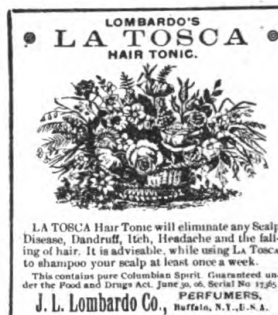 LOMBARDO'S
LA TOSCA
HAIR TONIC.
LA TOSCA Hair Tonic will eliminate any Scalp
Disease, Dandruff, Itch, Headache and the fall-
ing of hair. It is advisable, while using LA TOSCA
to shampoo your scalp at least once a week.
This contains pure Columbian Spirit. Guaranteed un-
der the Food and Drugs Act. June 30, 06. Serial No 17365
J. L. Lombardo Co., PERFUMERS,
Buffalo, N.Y., U.S.A.